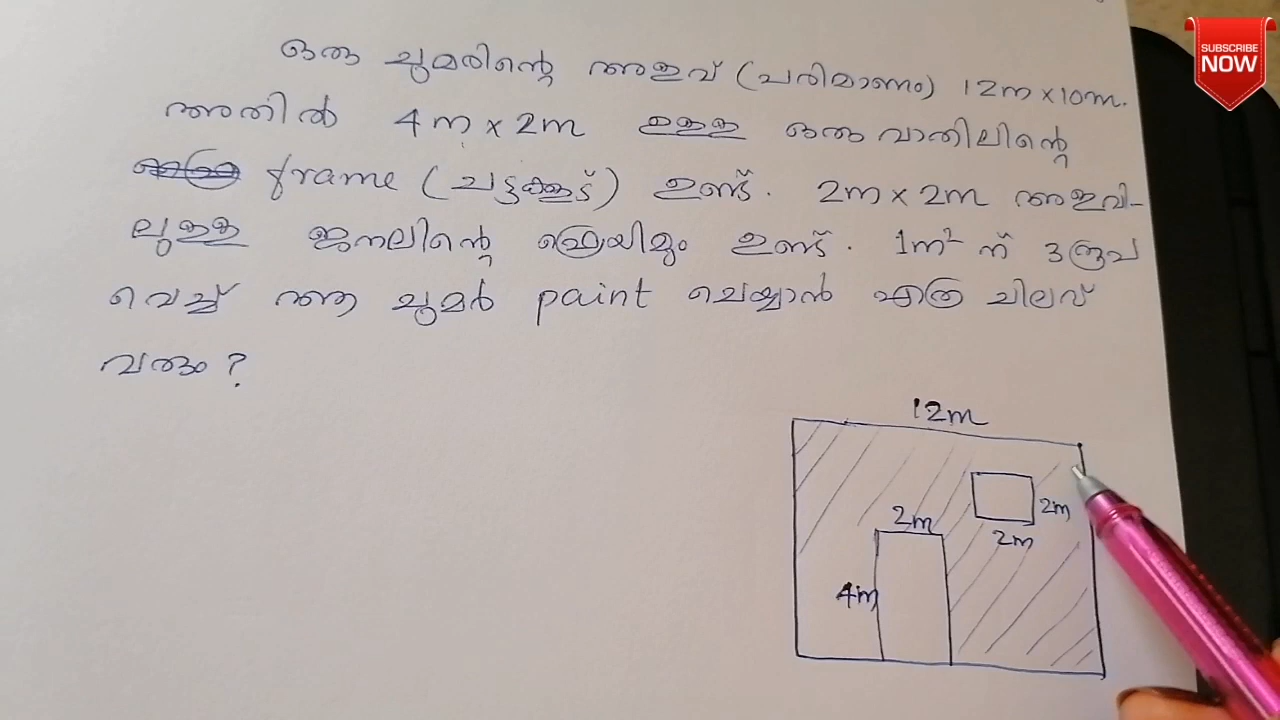 ഒരു ചുമരിന്റെ അളവ് (പരിമാണം) 12m x 10m.
അതിൽ 4m x 2m ഉള്ള ഒരു വാതിലിന്റെ
frame (ചട്ടക്കൂട്) ഉണ്ട്. 2m x 2m അളവി-
ലുള്ള ജനലിന്റെ ഫ്രെയിമും ഉണ്ട്. 1m² ന് 3 രൂപ
വെച്ച് ആ ചുമർ paint ചെയ്യാൻ എത്ര ചിലവ്
വരും?
12m
2m
2m
2m
4m
SUBSCRIBE
NOW